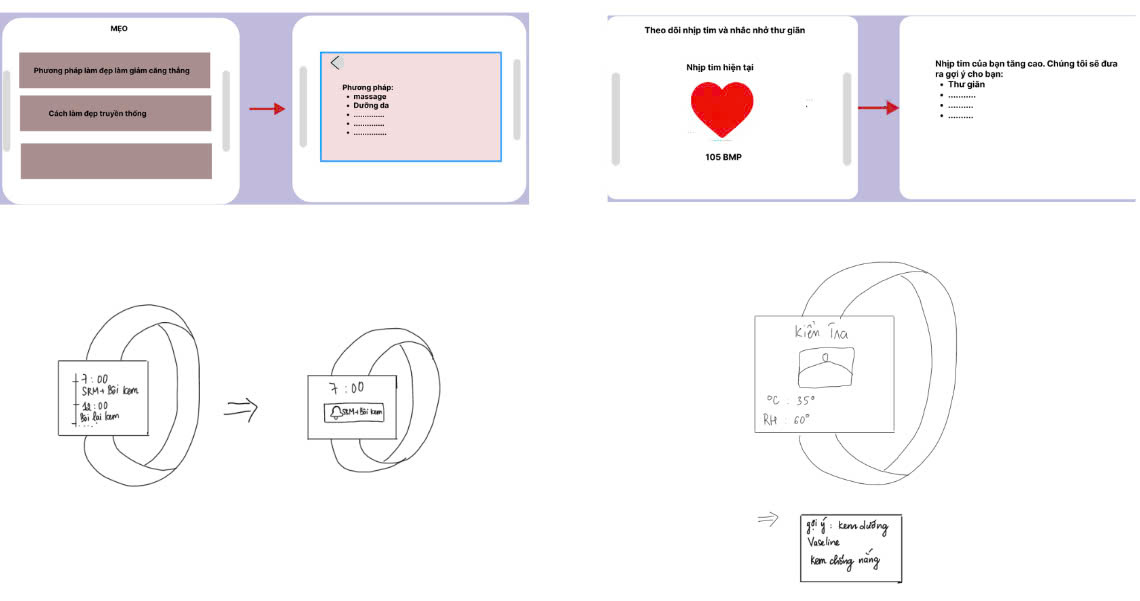 MẸO
Phương pháp làm đẹp làm giảm căng thẳng
Cách làm đẹp truyền thống
Phương pháp:
• massage
• Dưỡng da
• ..............
• ..............
• ...............
Theo dõi nhịp tim và nhắc nhở thư giãn
Nhịp tim hiện tại
105 BMP
Nhịp tim của bạn tăng cao. Chúng tôi sẽ đưa
ra gợi ý cho bạn:
• Thư giãn
• ...........
• ..........
• ..........
7:00
SRM+ Bôi kem
12:00
Bôi lại kem
.....
7:00
SRM+Bôi kem
Kiểm Tra
°C : 35°
RH : 60°
gợi ý : kem dưỡng
Vaseline
kem chống nắng